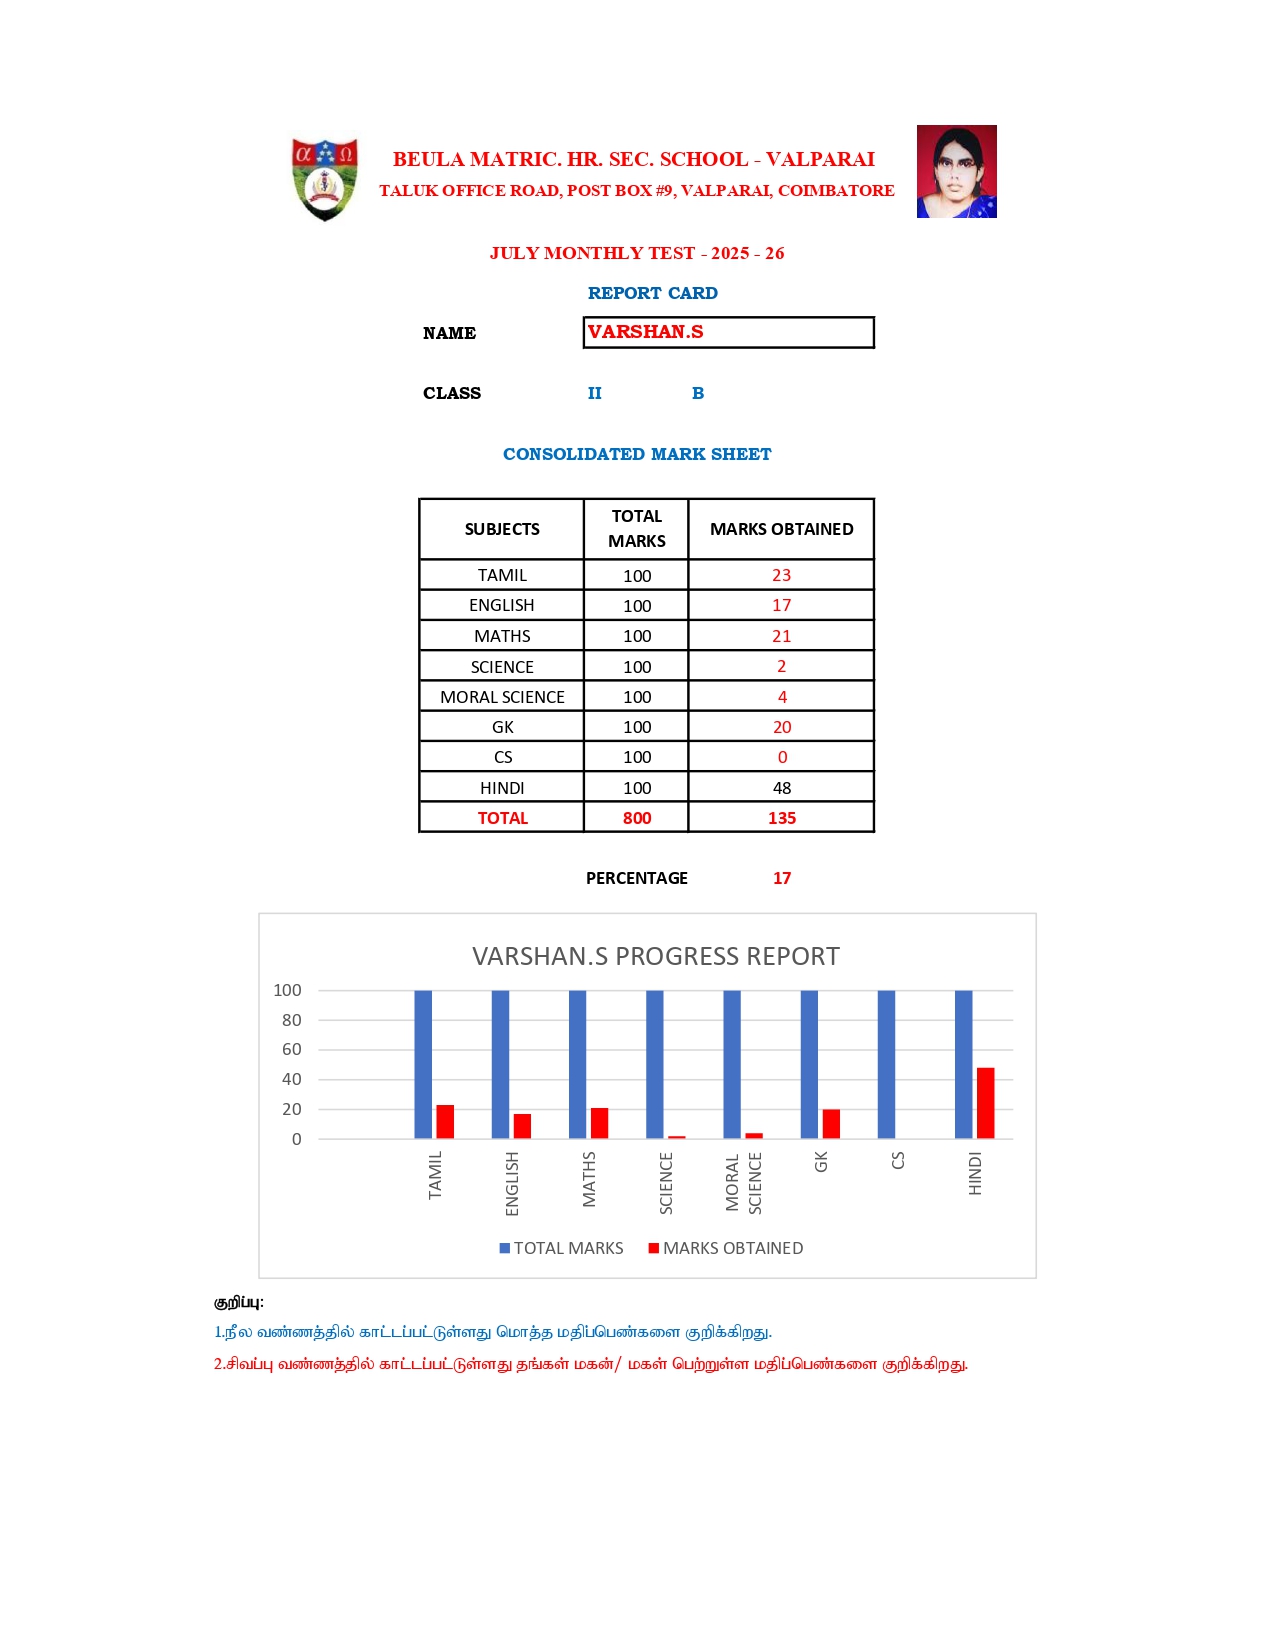 α Ω
BEULA MATRIC. HR. SEC. SCHOOL - VALPARAI
TALUK OFFICE ROAD, POST BOX #9, VALPARAI, COIMBATORE
JULY MONTHLY TEST - 2025 - 26
REPORT CARD
NAME VARSHAN.S
CLASS II B
CONSOLIDATED MARK SHEET
SUBJECTS TOTAL MARKS MARKS OBTAINED
TAMIL 100 23
ENGLISH 100 17
MATHS 100 21
SCIENCE 100 2
MORAL SCIENCE 100 4
GK 100 20
CS 100 0
HINDI 100 48
TOTAL 800 135
PERCENTAGE 17
VARSHAN.S PROGRESS REPORT
100
80
60
40
20
0
TAMIL ENGLISH MATHS SCIENCE MORAL SCIENCE GK CS HINDI
TOTAL MARKS MARKS OBTAINED
குறிப்பு:
1.நீல வண்ணத்தில் காட்டப்பட்டுள்ளது மொத்த மதிப்பெண்களை குறிக்கிறது.
2.சிவப்பு வண்ணத்தில் காட்டப்பட்டுள்ளது தங்கள் மகன்/ மகள் பெற்றுள்ள மதிப்பெண்களை குறிக்கிறது.